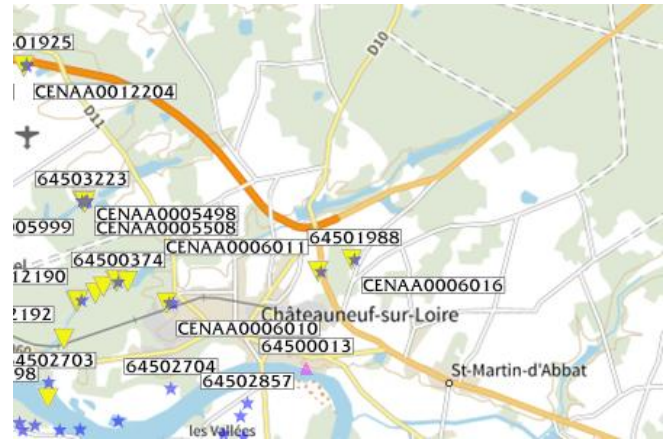 501925
D10
CENAA0012204
D11
64503223
005999
CENAA0005498
CENAA0005508
CENAA0006011
64501988
64500374
12190
CENAA0006016
2192
Châteauneuf-sur-Loire
CENAA0006010
64500013
64502703
64502704
St-Martin-d'Abbat
98
64502857
les Vallées